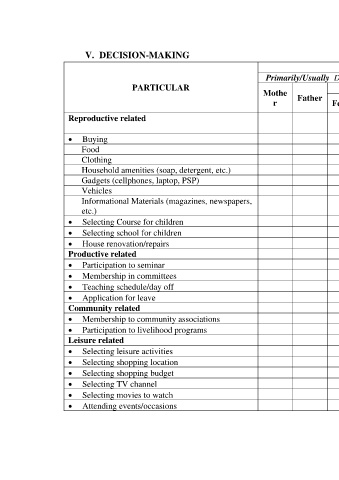 V. DECISION-MAKING
PARTICULAR
Primarily/Usually
Mothe
r
Father
Reproductive related
• Buying
Food
Clothing
Household amenities (soap, detergent, etc.)
Gadgets (cellphones, laptop, PSP)
Vehicles
Informational Materials (magazines, newspapers,
etc.)
• Selecting Course for children
• Selecting school for children
• House renovation/repairs
Productive related
• Participation to seminar
• Membership in committees
• Teaching schedule/day off
• Application for leave
Community related
• Membership to community associations
• Participation to livelihood programs
Leisure related
• Selecting leisure activities
• Selecting shopping location
• Selecting shopping budget
• Selecting TV channel
• Selecting movies to watch
• Attending events/occasions